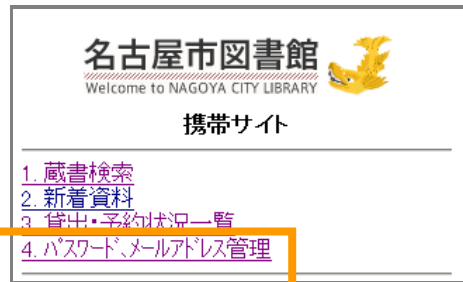 名古屋市図書館
Welcome to NAGOYA CITY LIBRARY
携帯サイト
1. 蔵書検索
2. 新着資料
3. 貸出・予約状況一覧
4. パスワード、メールアドレス管理